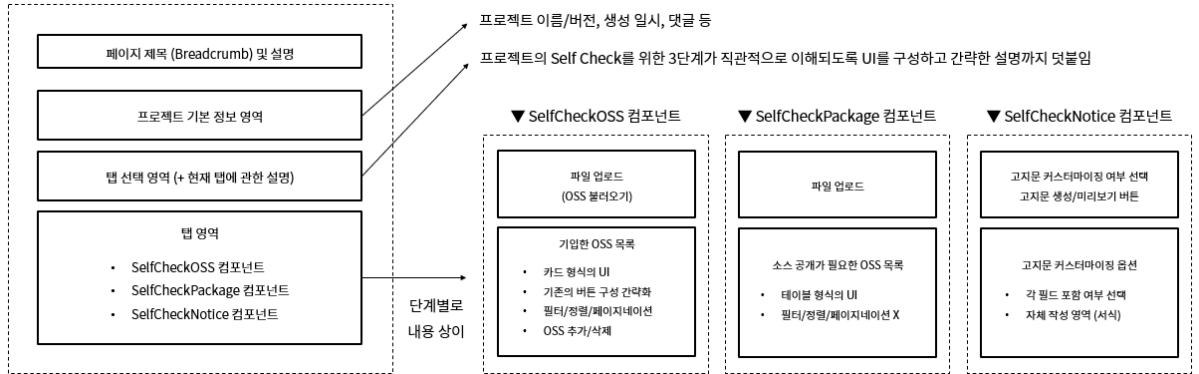 페이지 제목 (Breadcrumb) 및 설명
프로젝트 기본 정보 영역
탭 선택 영역 (+ 현재 탭에 관한 설명)
탭 영역
• SelfCheckOSS 컴포넌트
• SelfCheckPackage 컴포넌트
• SelfCheckNotice 컴포넌트
프로젝트 이름/버전, 생성 일시, 댓글 등
프로젝트의 Self Check를 위한 3단계가 직관적으로 이해되도록 UI를 구성하고 간략한 설명까지 덧붙임
단계별로
내용 상이
▼ SelfCheckOSS 컴포넌트
파일 업로드
(OSS 불러오기)
기입한 OSS 목록
• 카드 형식의 UI
• 기존의 버튼 구성 간략화
• 필터/정렬/페이지네이션
• OSS 추가/삭제
▼ SelfCheckPackage 컴포넌트
파일 업로드
소스 공개가 필요한 OSS 목록
• 테이블 형식의 UI
• 필터/정렬/페이지네이션 X
▼ SelfCheckNotice 컴포넌트
고지문 커스터마이징 여부 선택
고지문 생성/미리보기 버튼
고지문 커스터마이징 옵션
• 각 필드 포함 여부 선택
• 자체 작성 영역 (서식)